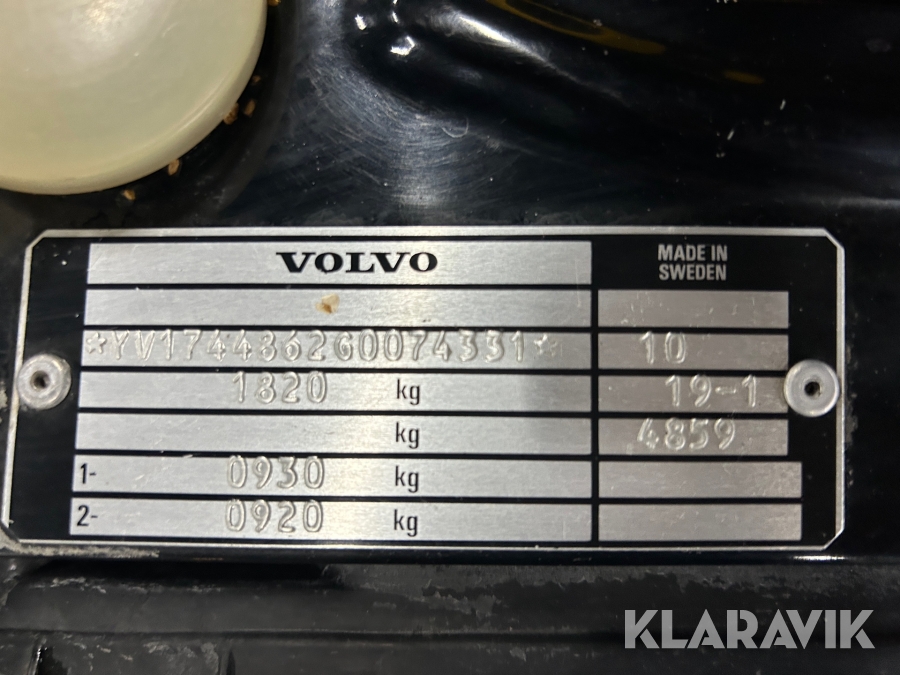 VOLVO
MADE IN
SWEDEN
*YV1744862G0074331*
10
1820 kg
19-1
kg
4859
1- 0930 kg
2- 0920 kg
KLARAVIK